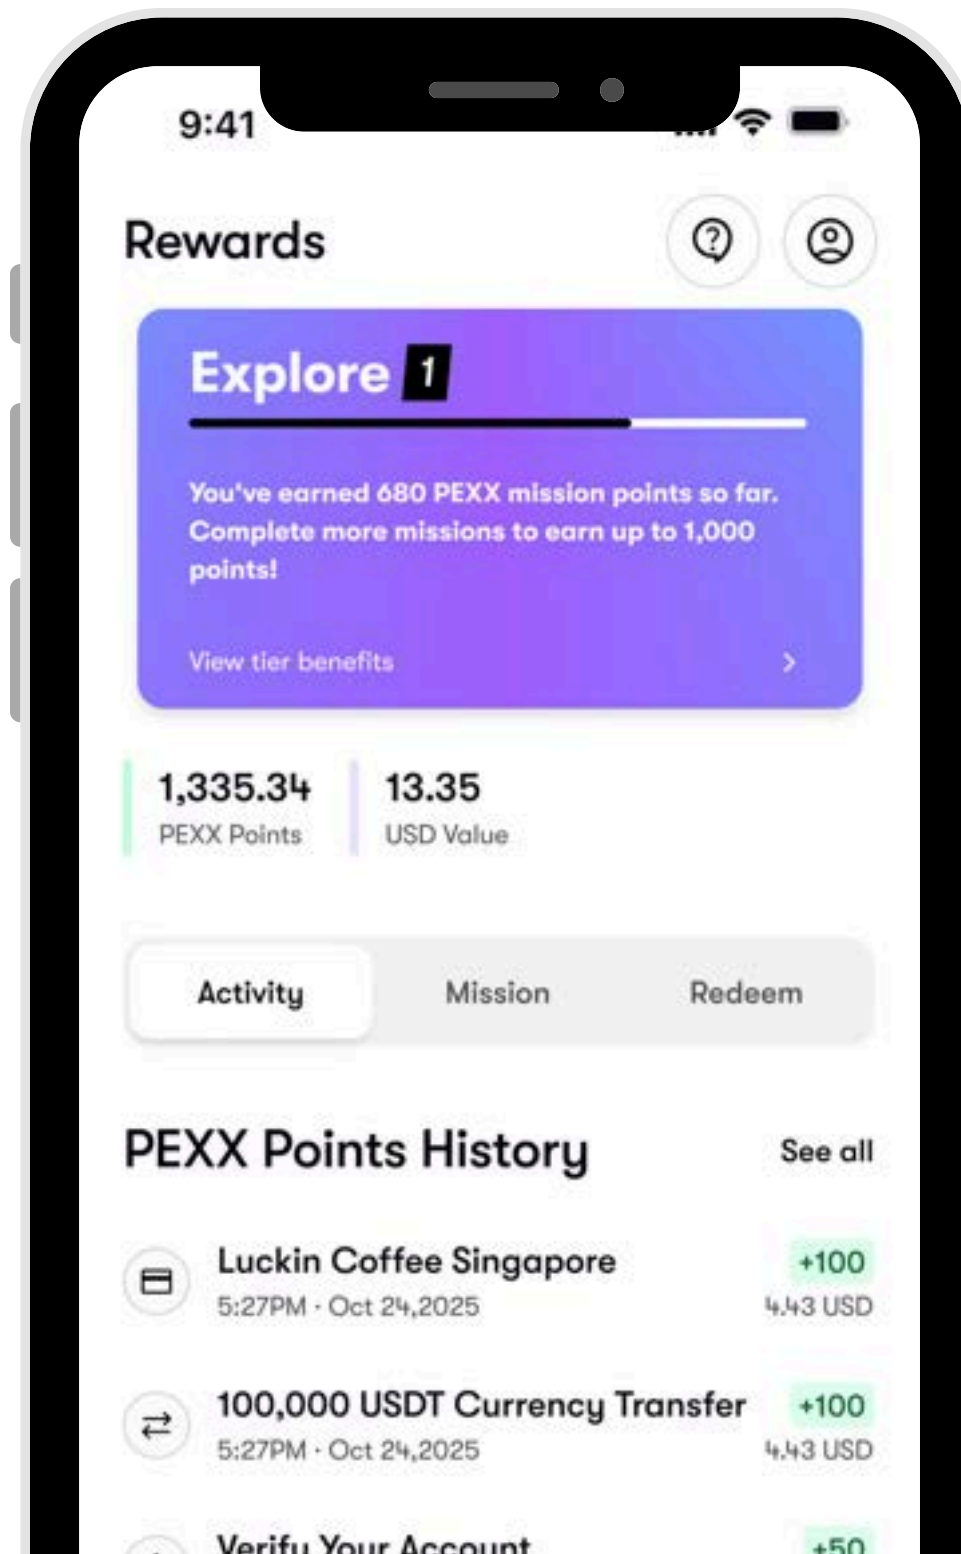 9:41
Rewards
Explore 1
You've earned 680 PEXX mission points so far.
Complete more missions to earn up to 1,000
points!
View tier benefits
1,335.34
PEXX Points
13.35
USD Value
Activity
Mission
Redeem
PEXX Points History
See all
Luckin Coffee Singapore
+100
5:27PM · Oct 24,2025
4.43 USD
100,000 USDT Currency Transfer
+100
5:27PM · Oct 24,2025
4.43 USD
Verify Your Account
+50